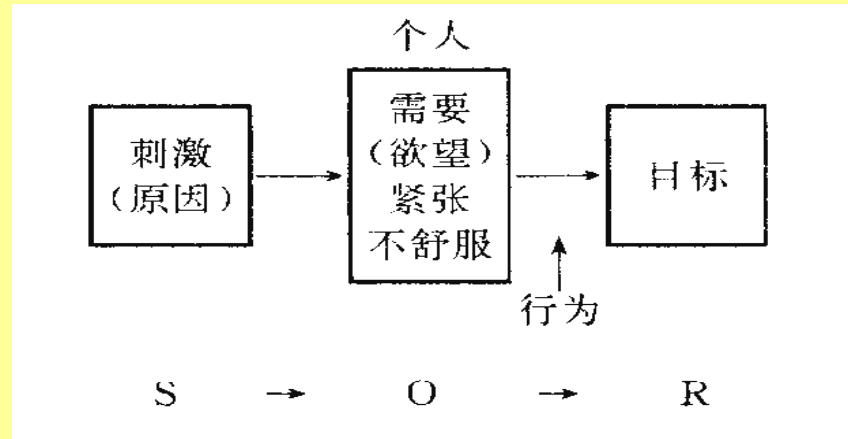 个人
刺激
(原因)
需要
(欲望)
紧张
不舒服
目标
行为
S → O → R